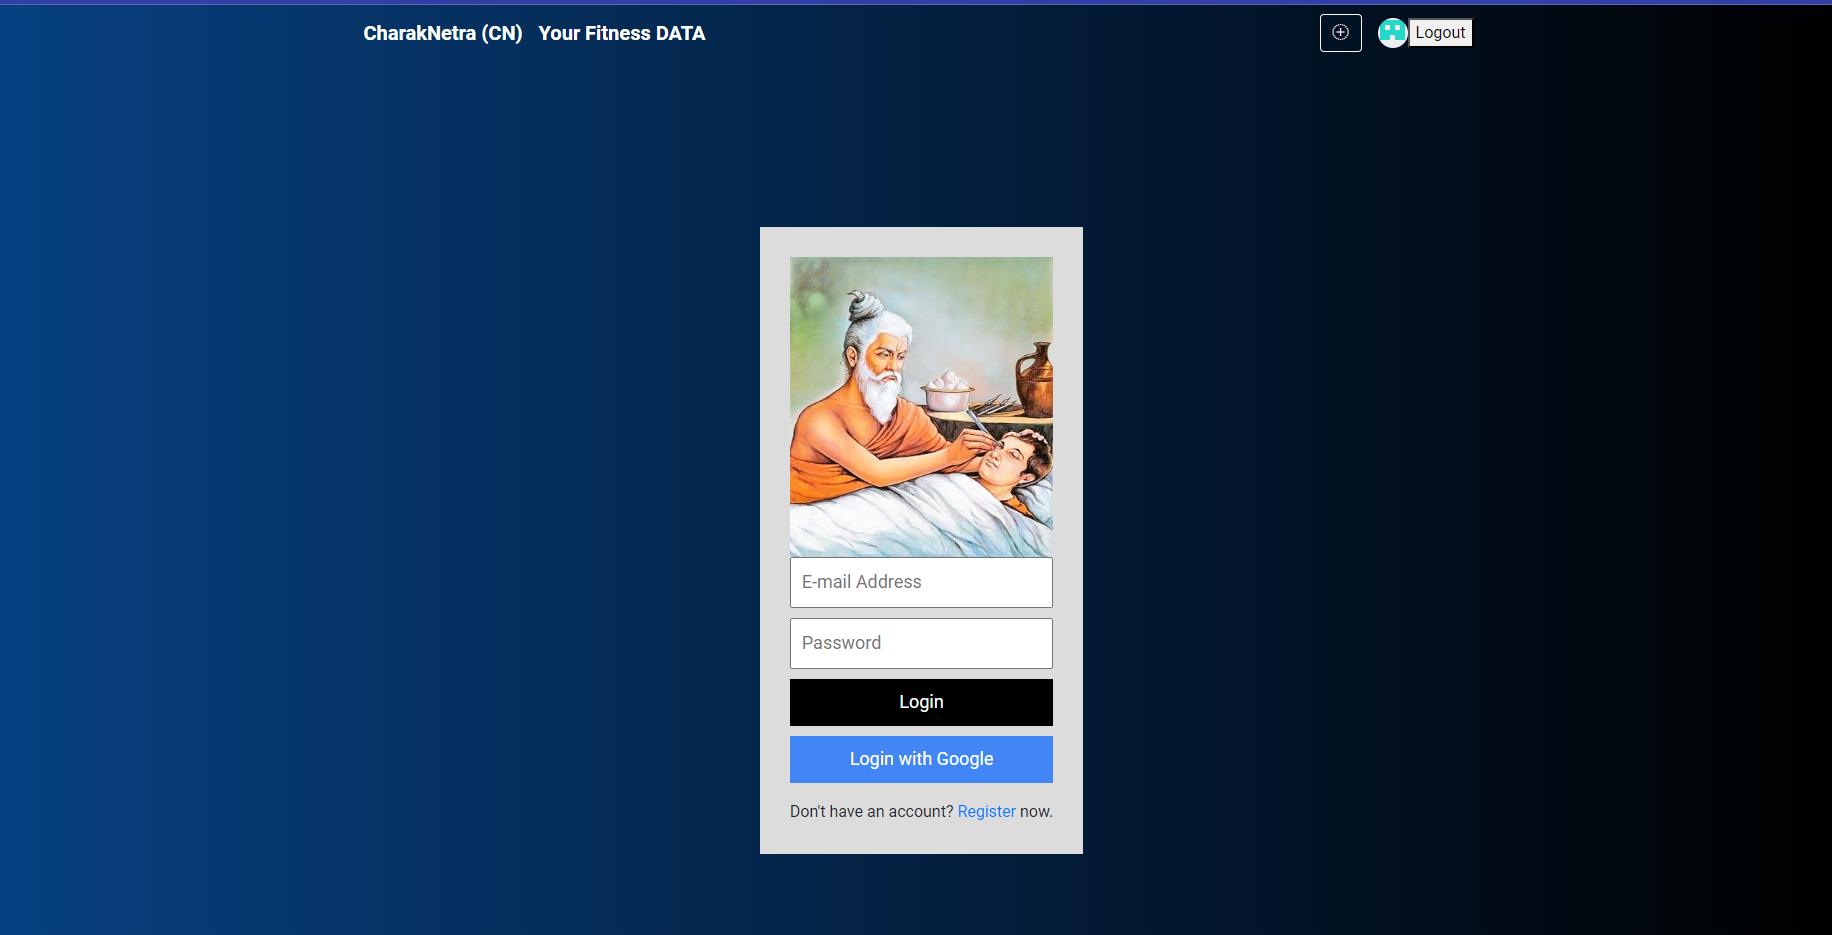 CharakNetra (CN) Your Fitness DATA
Logout
E-mail Address
Password
Login
Login with Google
Don't have an account? Register now.